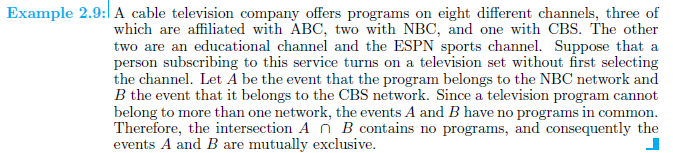 Example 2.9: A cable television company offers programs on eight different channels, three of
which are affiliated with ABC, two with NBC, and one with CBS. The other
two are an educational channel and the ESPN sports channel. Suppose that a
person subscribing to this service turns on a television set without first selecting
the channel. Let A be the event that the program belongs to the NBC network and
B the event that it belongs to the CBS network. Since a television program cannot
belong to more than one network, the events A and B have no programs in common.
Therefore, the intersection A ∩ B contains no programs, and consequently the
events A and B are mutually exclusive.